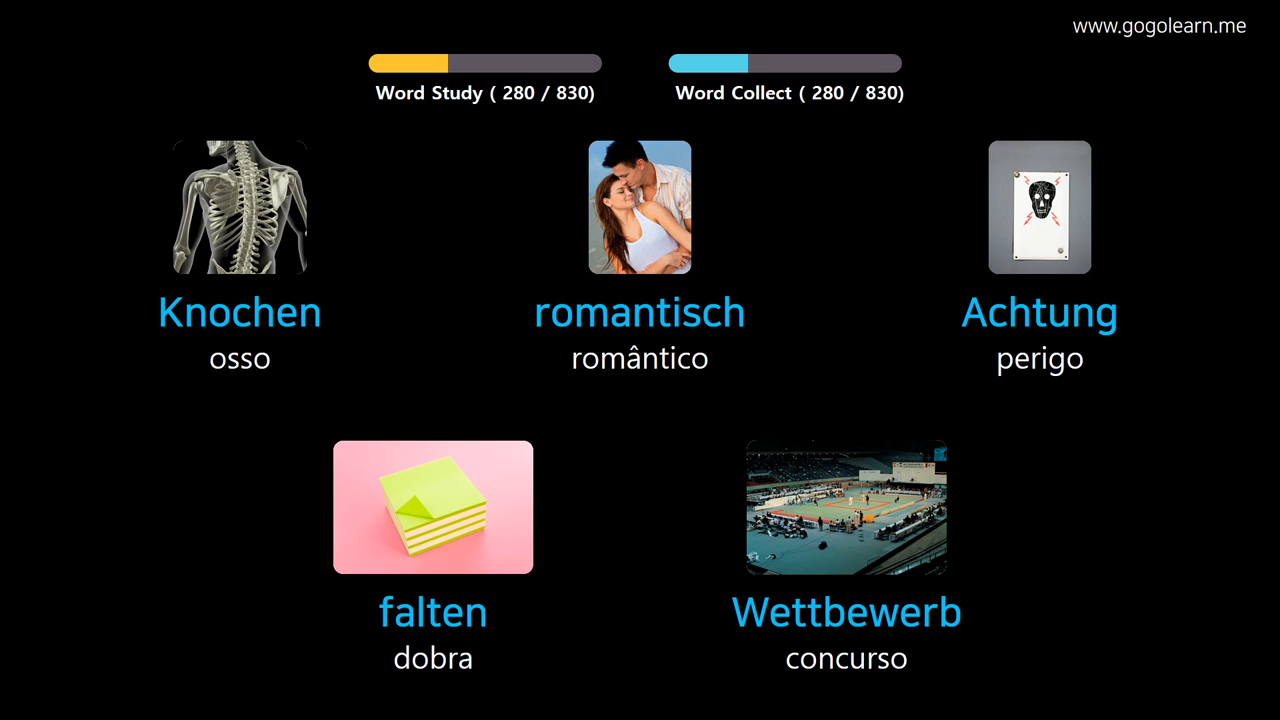 www.gogolearn.me
Word Study ( 280 / 830)
Word Collect ( 280 / 830)
Knochen
osso
romantisch
romântico
Achtung
perigo
falten
dobra
Wettbewerb
concurso